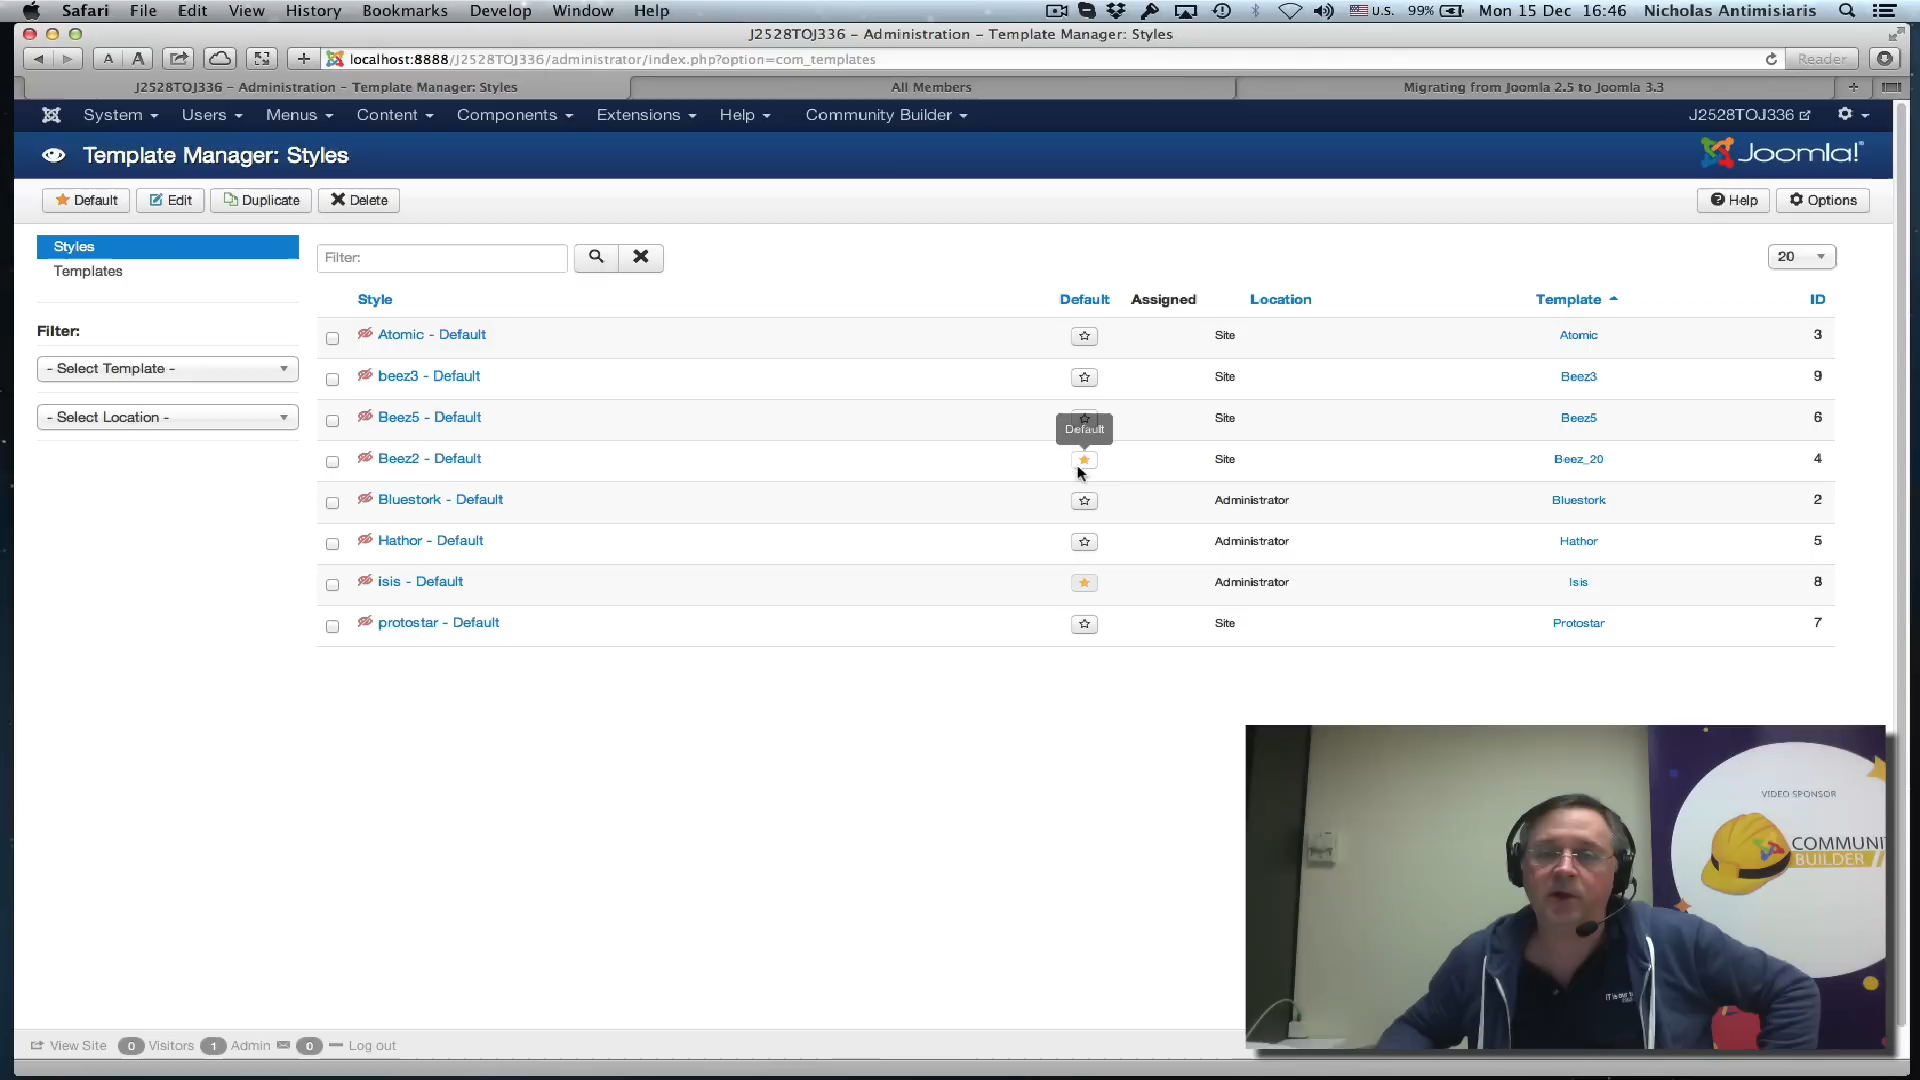 Safari File Edit View History Bookmarks Develop Window Help U.S. 99% Mon 15 Dec 16:46 Nicholas Antimisiaris
J2528TOJ336 – Administration – Template Manager: Styles
A A + localhost:8888/J2528TOJ336/administrator/index.php?option=com_templates Reader
J2528TOJ336 – Administration – Template Manager: Styles All Members Migrating from Joomla 2.5 to Joomla 3.3 +
System Users Menus Content Components Extensions Help Community Builder J2528TOJ336
Template Manager: Styles Joomla!®
Default Edit Duplicate Delete Help Options
Styles
Templates
Filter:
- Select Template -
- Select Location -
Filter: 20
Style Default Assigned Location Template ID
Atomic - Default Site Atomic 3
beez3 - Default Site Beez3 9
Beez5 - Default Site Beez5 6
Default
Beez2 - Default Site Beez_20 4
Bluestork - Default Administrator Bluestork 2
Hathor - Default Administrator Hathor 5
isis - Default Administrator Isis 8
protostar - Default Site Protostar 7
VIDEO SPONSOR
COMMUNI
BUILDER
View Site 0 Visitors 1 Admin 0 Log out